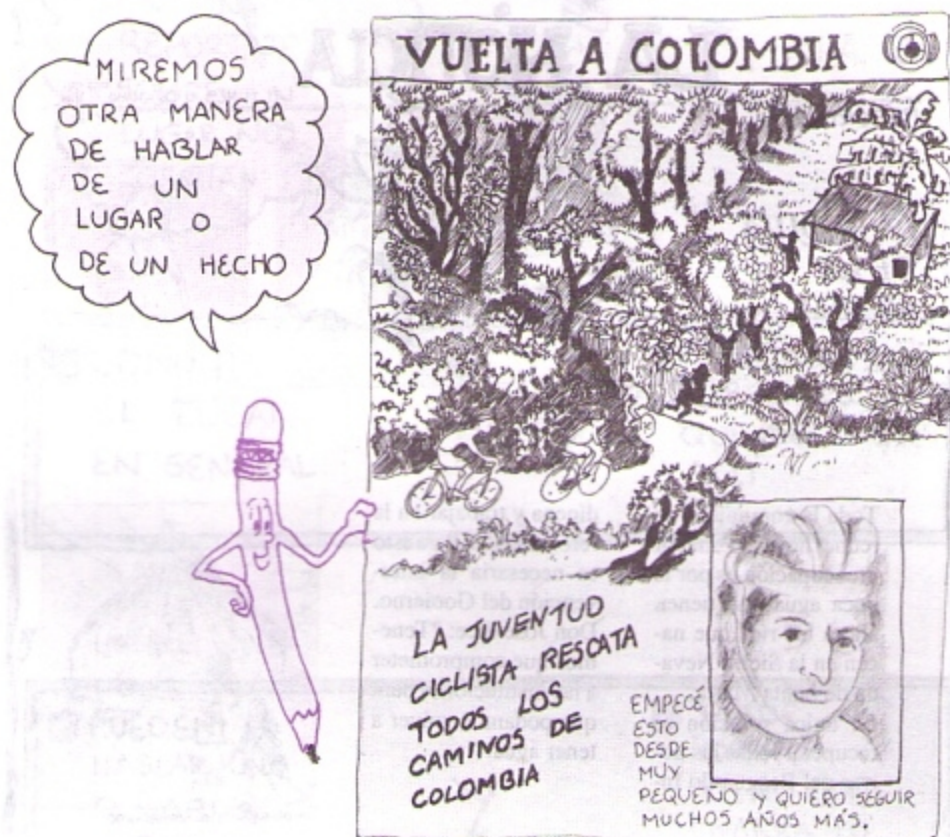 MIREMOS
OTRA MANERA
DE HABLAR
DE UN
LUGAR O
DE UN HECHO
VUELTA A COLOMBIA
LA JUVENTUD
CICLISTA RESCATA
TODOS LOS
CAMINOS DE
COLOMBIA
EMPECÉ
ESTO
DESDE
MUY
PEQUEÑO Y QUIERO SEGUIR
MUCHOS AÑOS MÁS.